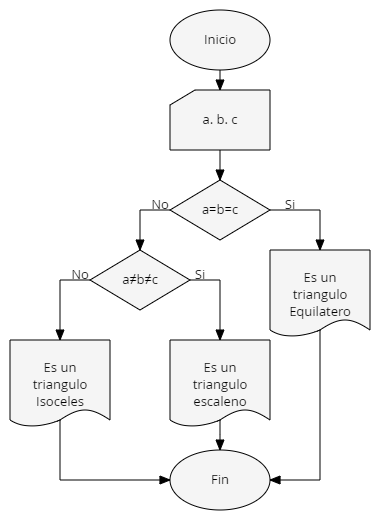 Inicio
a. b. c
a=b=c
No
Si
a≠b≠c
No
Si
Es un
triangulo
Equilatero
Es un
triangulo
Isoceles
Es un
triangulo
escaleno
Fin